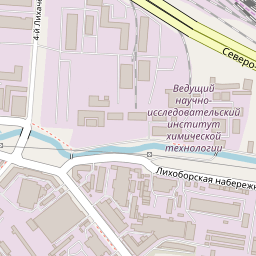 4-й Лихач
Северо
Ведущий
научно-
исследовательский
институт
химической
технологии
Лихоборская набереж